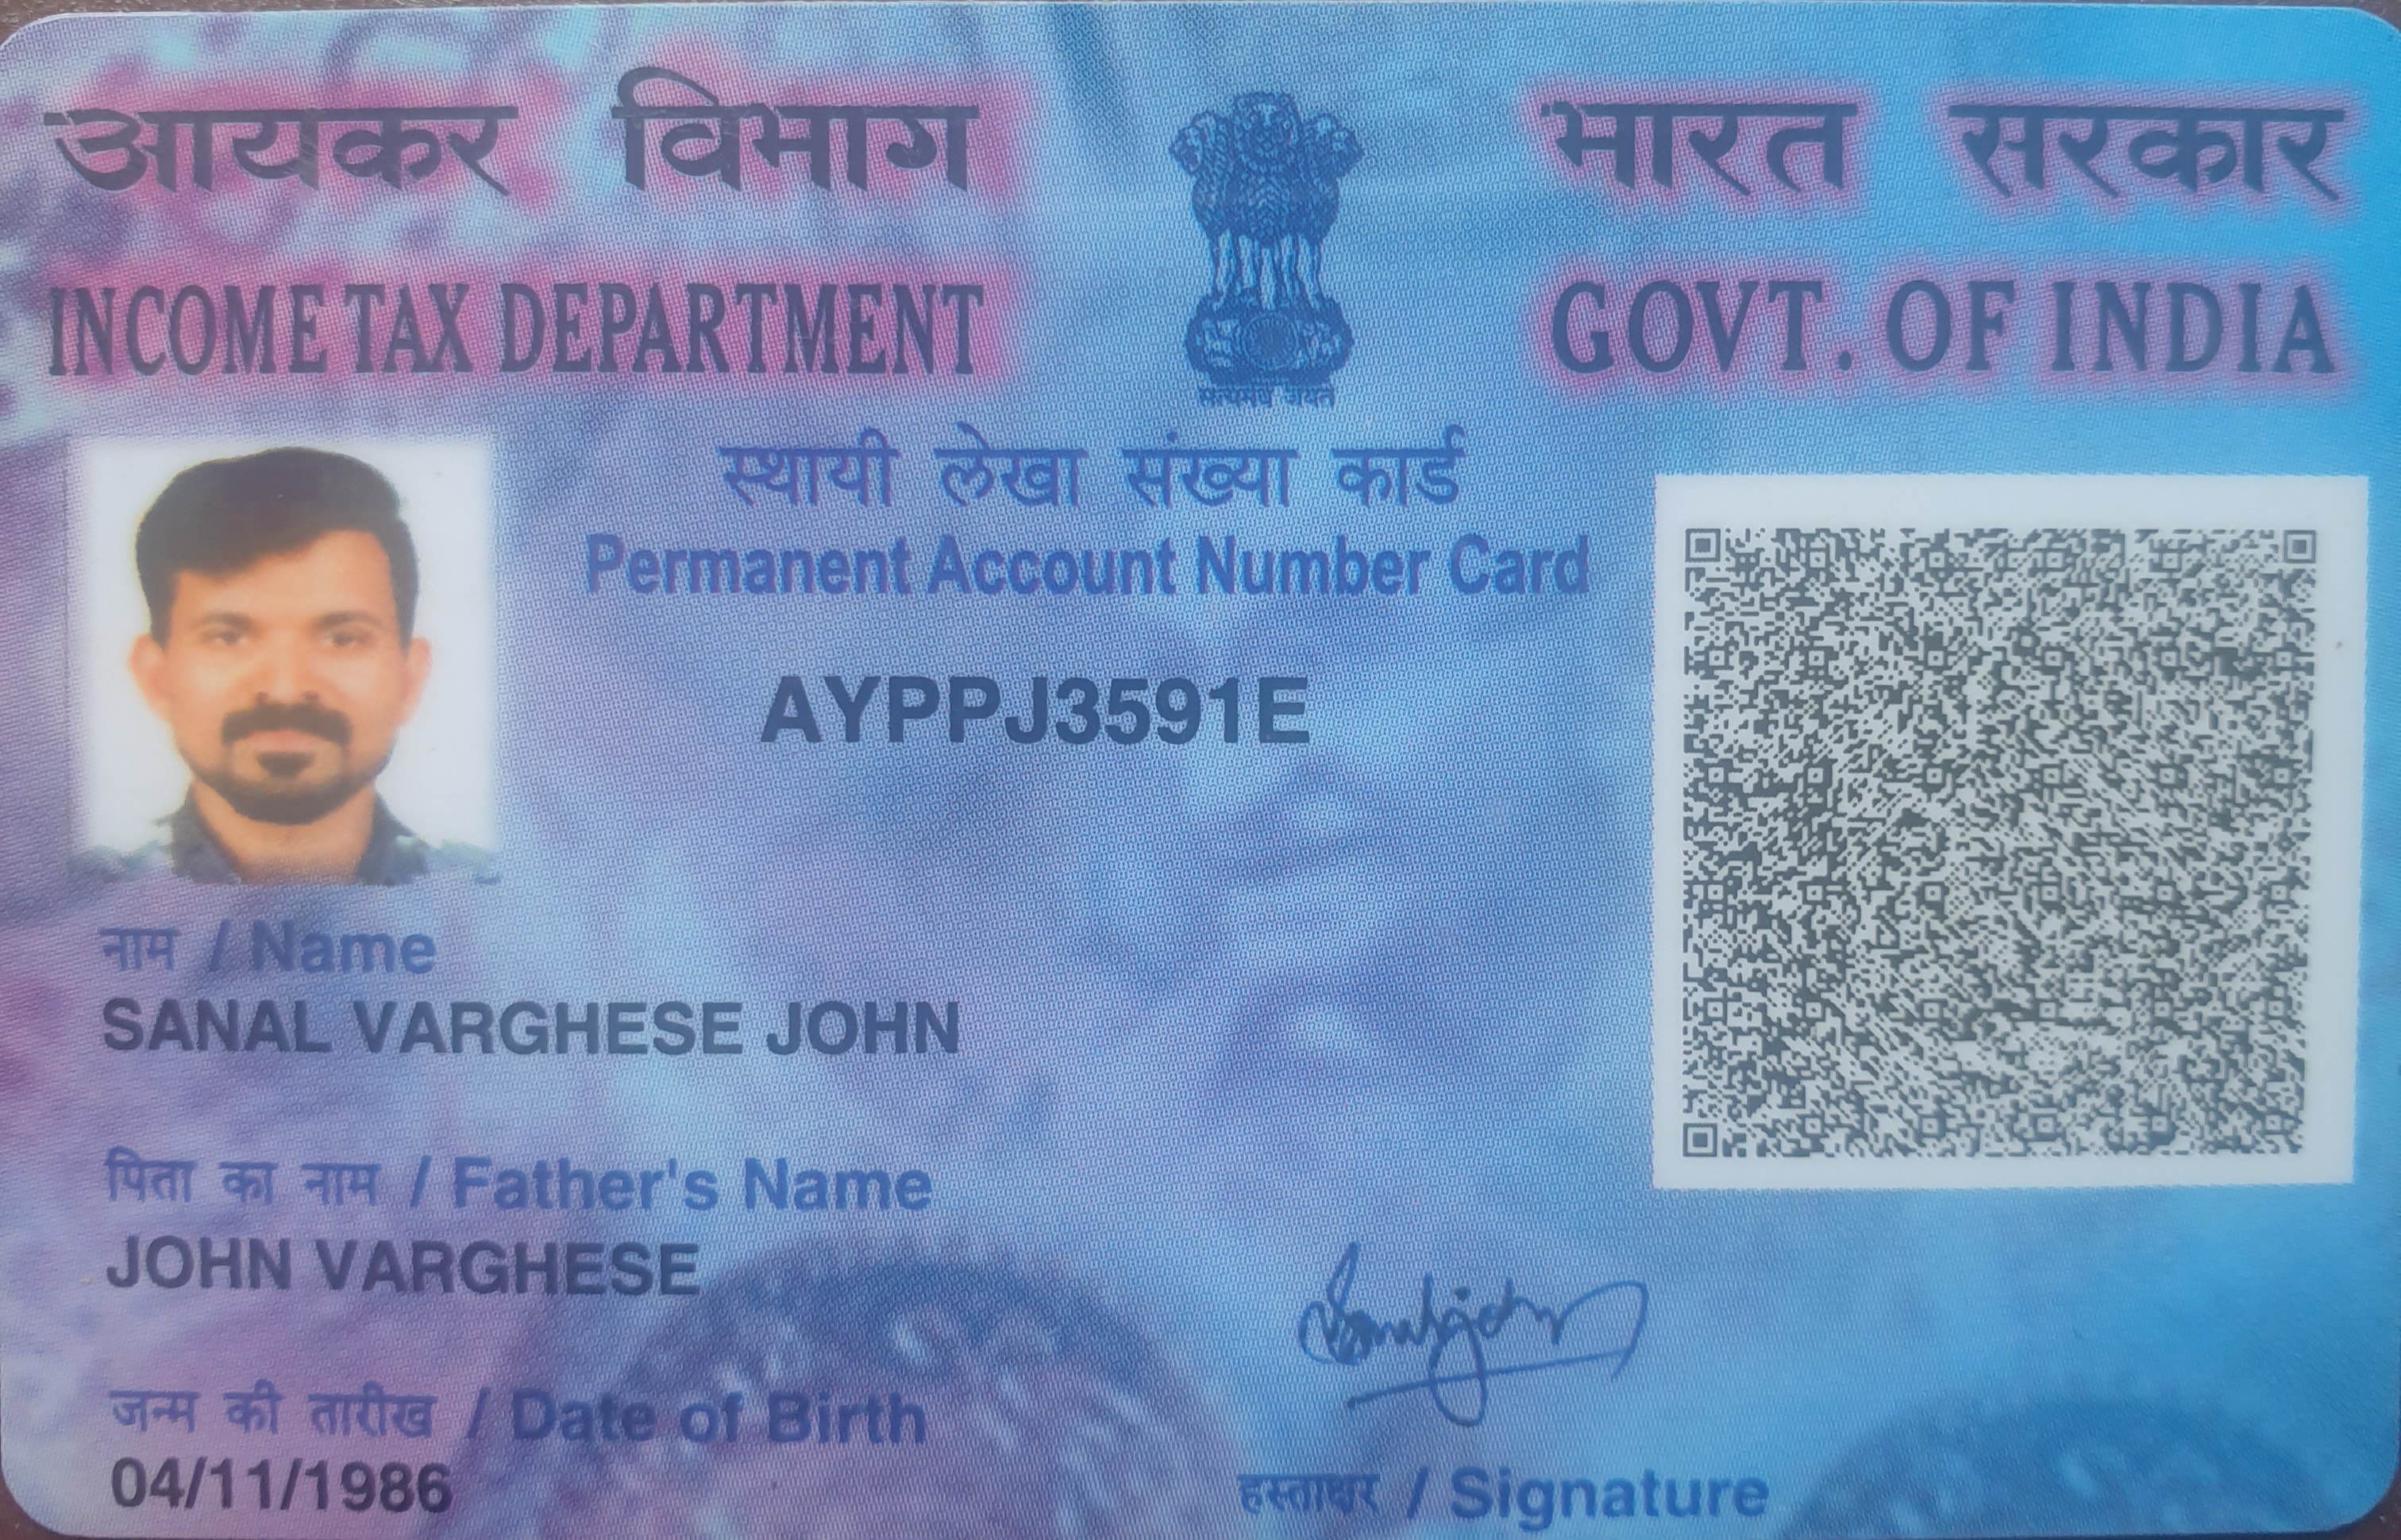 आयकर विभाग
भारत सरकार
INCOME TAX DEPARTMENT
GOVT. OF INDIA
सत्यमेव जयते
स्थायी लेखा संख्या कार्ड
Permanent Account Number Card
AYPPJ3591E
नाम / Name
SANAL VARGHESE JOHN
पिता का नाम / Father's Name
JOHN VARGHESE
जन्म की तारीख / Date of Birth
04/11/1986
हस्ताक्षर / Signature